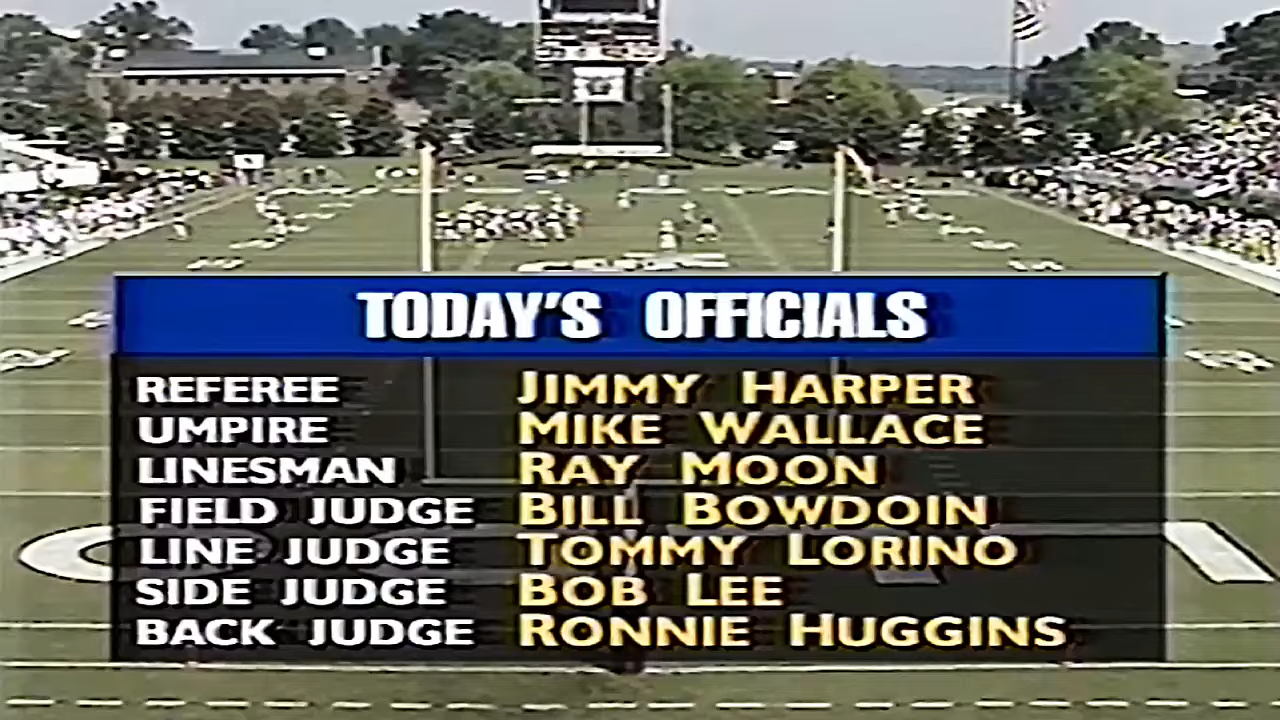 TODAY'S OFFICIALS
REFEREE JIMMY HARPER
UMPIRE MIKE WALLACE
LINESMAN RAY MOON
FIELD JUDGE BILL BOWDOIN
LINE JUDGE TOMMY LORINO
SIDE JUDGE BOB LEE
BACK JUDGE RONNIE HUGGINS